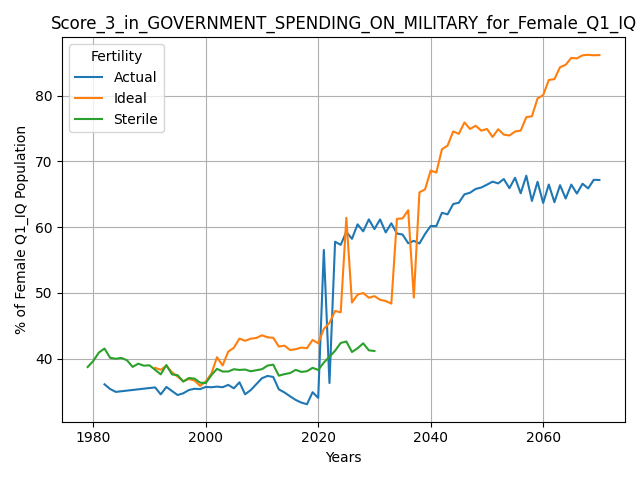 Score_3_in_GOVERNMENT_SPENDING_ON_MILITARY_for_Female_Q1_IQ
Fertility
Actual
Ideal
Sterile
% of Female Q1_IQ Population
80
70
60
50
40
1980
2000
2020
2040
2060
Years